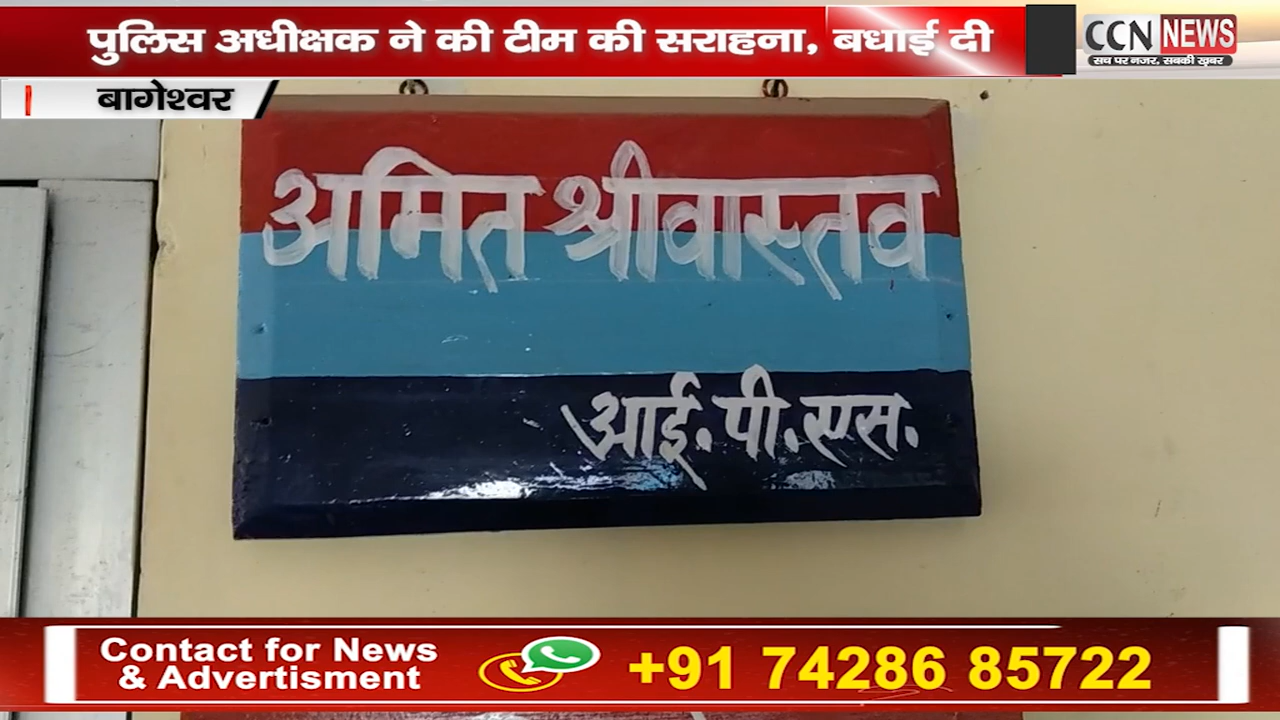 पुलिस अधीक्षक ने की टीम की सराहना, बधाई दी
CCN NEWS
सच पर नजर, सबकी खबर
बागेश्वर
अमित श्रीवास्तव
आई.पी.एस.
Contact for News
& Advertisment
+91 74286 85722